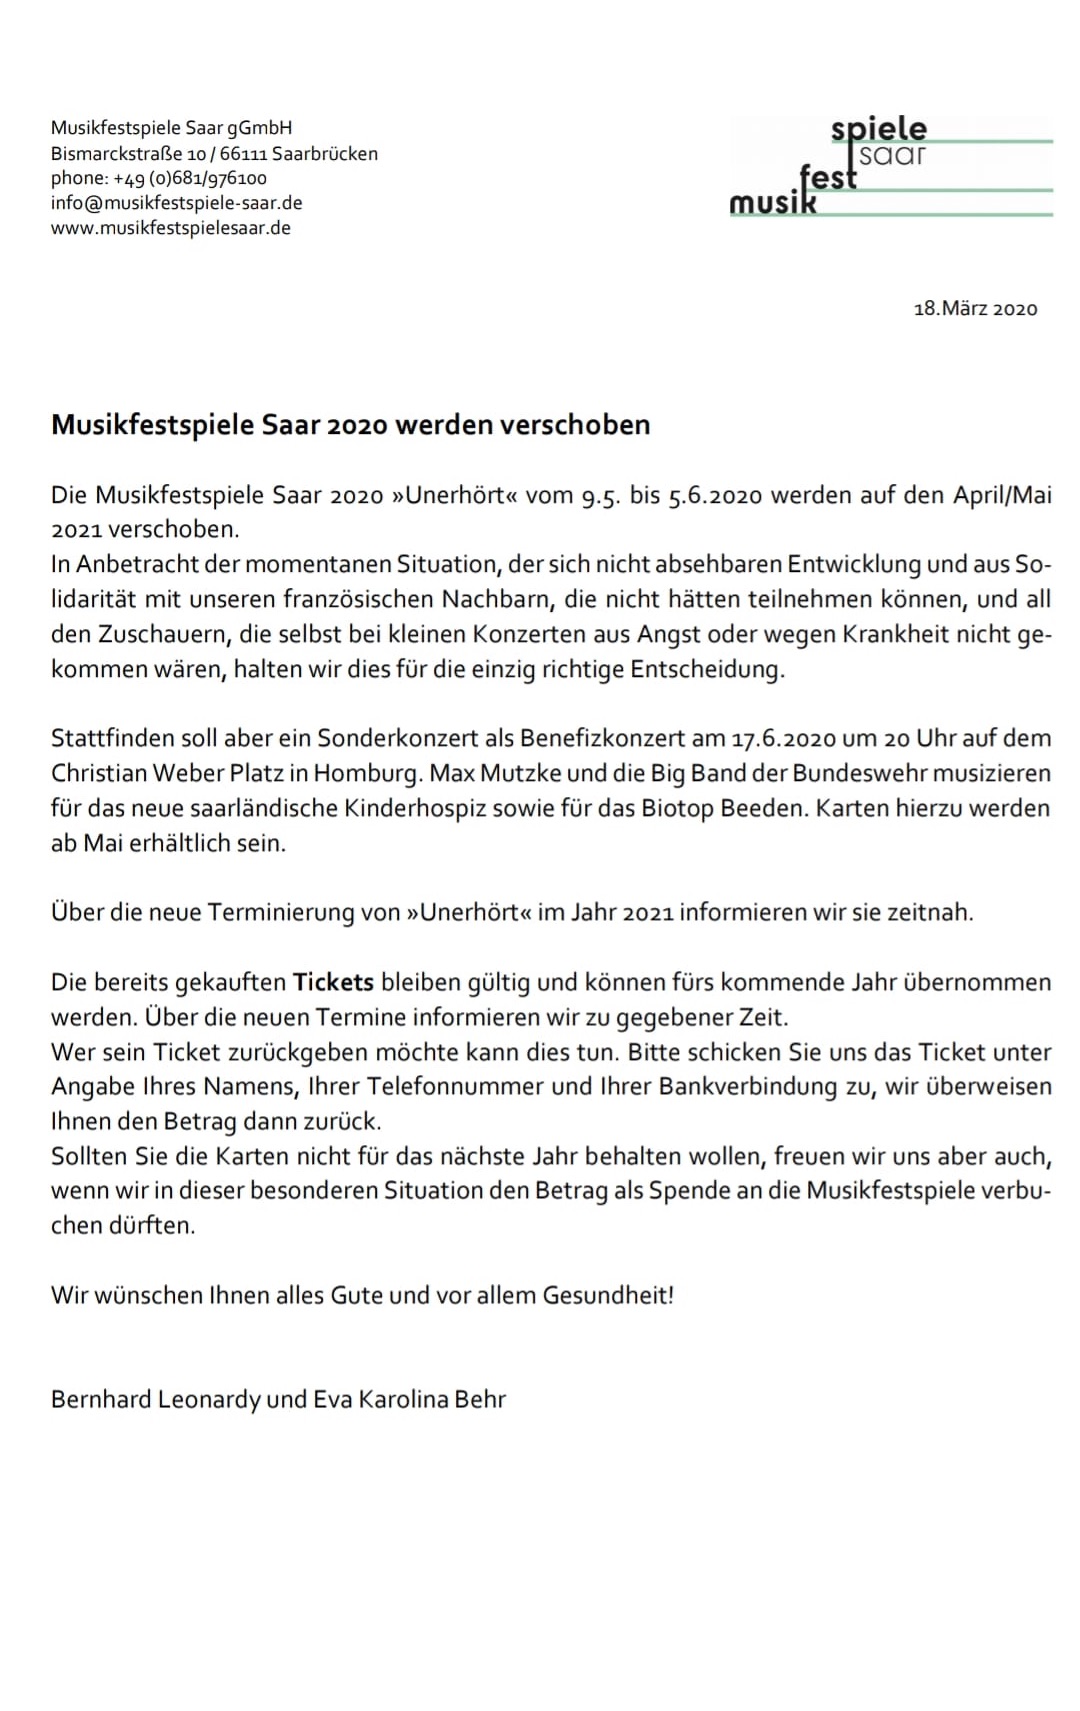 Musikfestspiele Saar gGmbH
Bismarckstraße 10 / 66111 Saarbrücken
phone: +49 (0)681/976100
info@musikfestspiele-saar.de
www.musikfestspielesaar.de
spiele
saar
fest
musik
18.März 2020
Musikfestspiele Saar 2020 werden verschoben
Die Musikfestspiele Saar 2020 »Unerhört« vom 9.5. bis 5.6.2020 werden auf den April/Mai
2021 verschoben.
In Anbetracht der momentanen Situation, der sich nicht absehbaren Entwicklung und aus So-
lidarität mit unseren französischen Nachbarn, die nicht hätten teilnehmen können, und all
den Zuschauern, die selbst bei kleinen Konzerten aus Angst oder wegen Krankheit nicht ge-
kommen wären, halten wir dies für die einzig richtige Entscheidung.
Stattfinden soll aber ein Sonderkonzert als Benefizkonzert am 17.6.2020 um 20 Uhr auf dem
Christian Weber Platz in Homburg. Max Mutzke und die Big Band der Bundeswehr musizieren
für das neue saarländische Kinderhospiz sowie für das Biotop Beeden. Karten hierzu werden
ab Mai erhältlich sein.
Über die neue Terminierung von »Unerhört« im Jahr 2021 informieren wir sie zeitnah.
Die bereits gekauften Tickets bleiben gültig und können fürs kommende Jahr übernommen
werden. Über die neuen Termine informieren wir zu gegebener Zeit.
Wer sein Ticket zurückgeben möchte kann dies tun. Bitte schicken Sie uns das Ticket unter
Angabe Ihres Namens, Ihrer Telefonnummer und Ihrer Bankverbindung zu, wir überweisen
Ihnen den Betrag dann zurück.
Sollten Sie die Karten nicht für das nächste Jahr behalten wollen, freuen wir uns aber auch,
wenn wir in dieser besonderen Situation den Betrag als Spende an die Musikfestspiele verbu-
chen dürften.
Wir wünschen Ihnen alles Gute und vor allem Gesundheit!
Bernhard Leonardy und Eva Karolina Behr